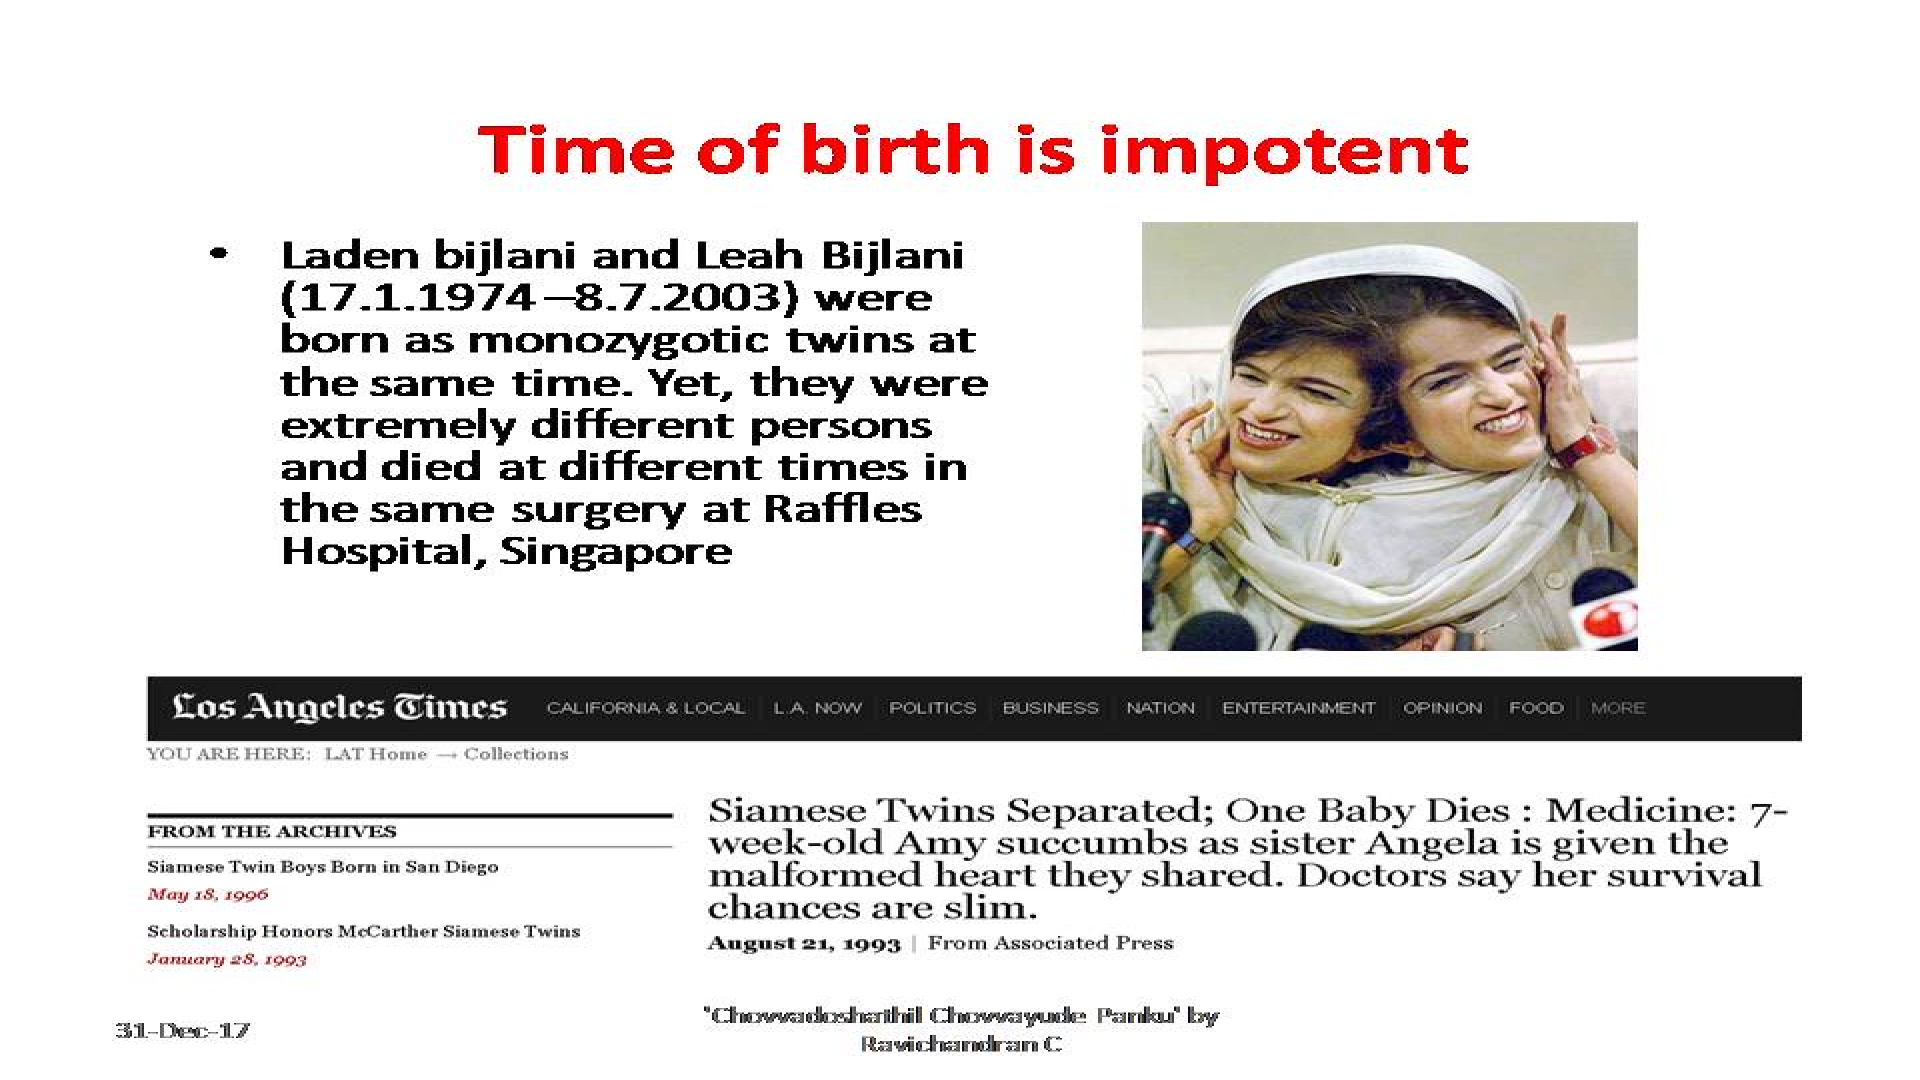 Time of birth is impotent
• Laden bijlani and Leah Bijlani
(17.1.1974 –8.7.2003) were
born as monozygotic twins at
the same time. Yet, they were
extremely different persons
and died at different times in
the same surgery at Raffles
Hospital, Singapore
Los Angeles Times CALIFORNIA & LOCAL L.A. NOW POLITICS BUSINESS NATION ENTERTAINMENT OPINION FOOD MORE
YOU ARE HERE: LAT Home → Collections
FROM THE ARCHIVES
Siamese Twin Boys Born in San Diego
May 18, 1996
Scholarship Honors McCarther Siamese Twins
January 28, 1993
Siamese Twins Separated; One Baby Dies : Medicine: 7-
week-old Amy succumbs as sister Angela is given the
malformed heart they shared. Doctors say her survival
chances are slim.
August 21, 1993 | From Associated Press
31-Dec-17
'Chowvadoshathil Chowvayude Panku' by
Ravichandran C